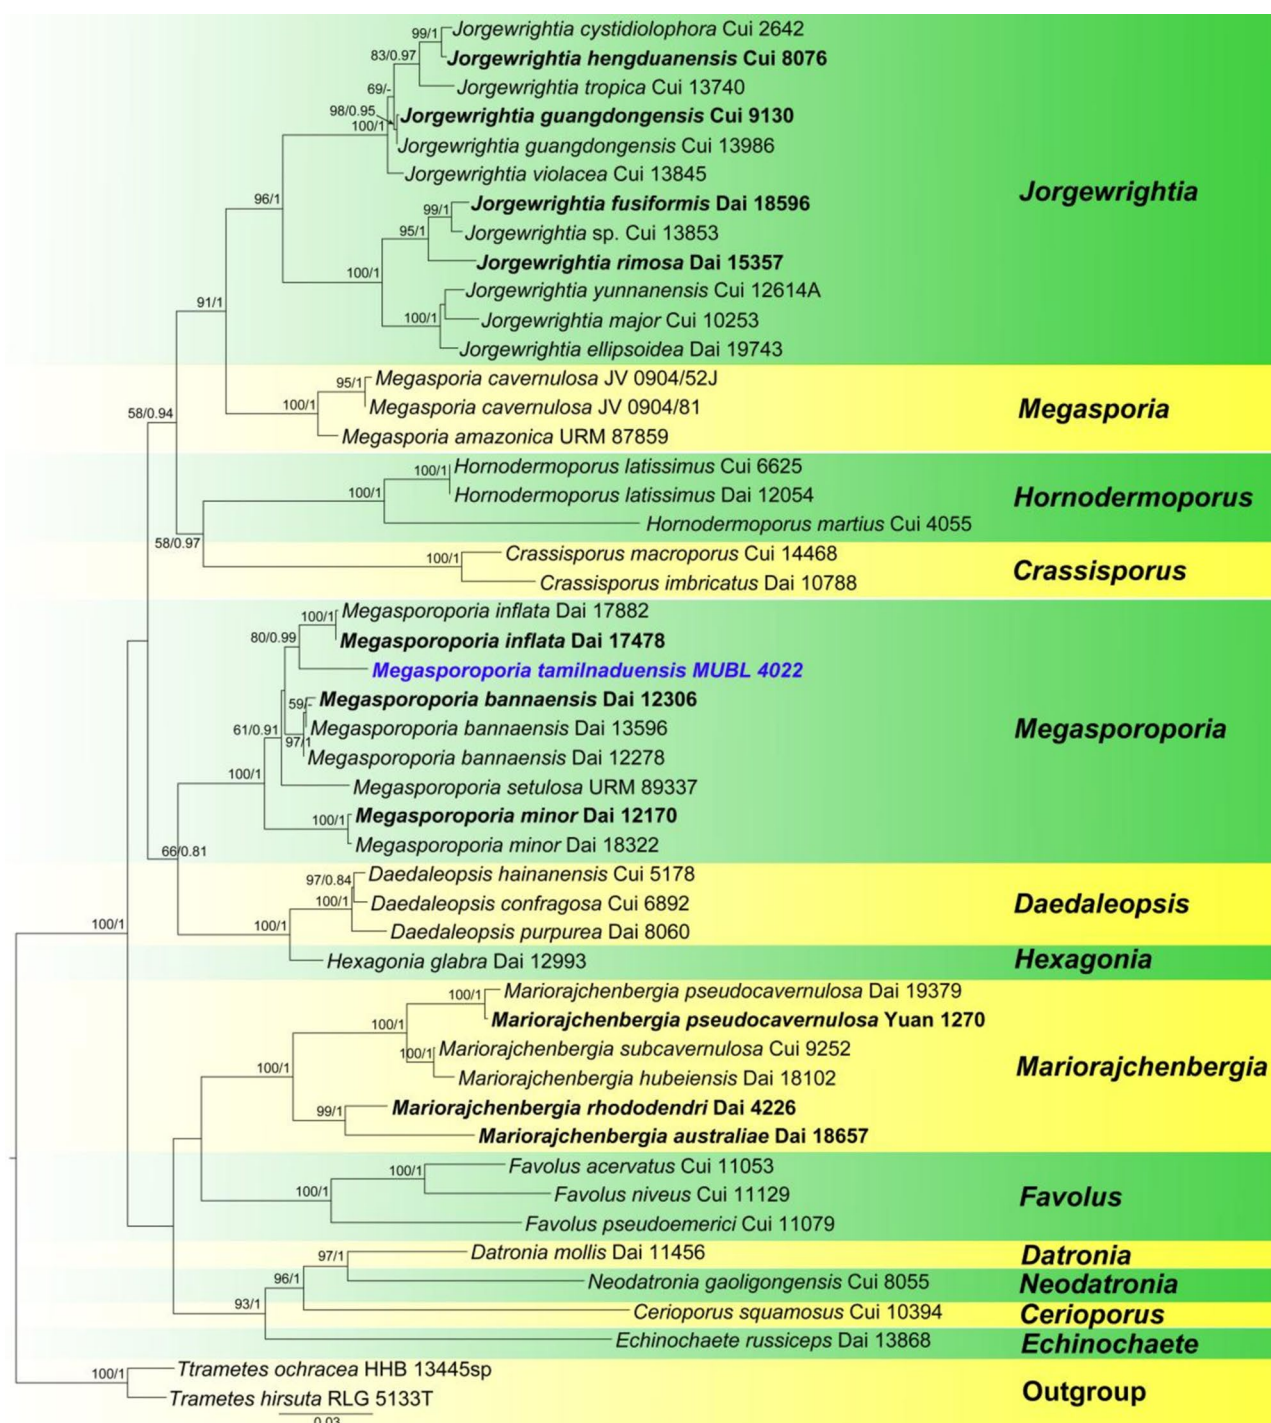 99/1
Jorgewrightia cystidiolophora Cui 2642
83/0.97
Jorgewrightia hengduanensis Cui 8076
69/-
Jorgewrightia tropica Cui 13740
98/0.95
Jorgewrightia guangdongensis Cui 9130
100/1
Jorgewrightia guangdongensis Cui 13986
Jorgewrightia violacea Cui 13845
Jorgewrightia
96/1
99/1
Jorgewrightia fusiformis Dai 18596
95/1
Jorgewrightia sp. Cui 13853
Jorgewrightia rimosa Dai 15357
100/1
Jorgewrightia yunnanensis Cui 12614A
91/1
100/1
Jorgewrightia major Cui 10253
Jorgewrightia ellipsoidea Dai 19743
95/1
Megasporia cavernulosa JV 0904/52J
100/1
Megasporia cavernulosa JV 0904/81
Megasporia
58/0.94
Megasporia amazonica URM 87859
100/1
Hornodermoporus latissimus Cui 6625
100/1
Hornodermoporus latissimus Dai 12054
Hornodermoporus
Hornodermoporus martius Cui 4055
58/0.97
100/1
Crassisporus macroporus Cui 14468
Crassisporus
Crassisporus imbricatus Dai 10788
100/1
Megasporoporia inflata Dai 17882
80/0.99
Megasporoporia inflata Dai 17478
Megasporoporia tamilnaduensis MUBL 4022
59/-
Megasporoporia bannaensis Dai 12306
61/0.91
Megasporoporia bannaensis Dai 13596
Megasporoporia
97/1
Megasporoporia bannaensis Dai 12278
100/1
Megasporoporia setulosa URM 89337
100/1
Megasporoporia minor Dai 12170
Megasporoporia minor Dai 18322
66/0.81
97/0.84
Daedaleopsis hainanensis Cui 5178
100/1
Daedaleopsis confragosa Cui 6892
Daedaleopsis
100/1
100/1
Daedaleopsis purpurea Dai 8060
Hexagonia glabra Dai 12993
Hexagonia
100/1
Mariorajchenbergia pseudocavernulosa Dai 19379
100/1
Mariorajchenbergia pseudocavernulosa Yuan 1270
100/1
Mariorajchenbergia subcavernulosa Cui 9252
100/1
Mariorajchenbergia hubeiensis Dai 18102
Mariorajchenbergia
99/1
Mariorajchenbergia rhododendri Dai 4226
Mariorajchenbergia australiae Dai 18657
100/1
Favolus acervatus Cui 11053
100/1
Favolus niveus Cui 11129
Favolus
Favolus pseudoemerici Cui 11079
97/1
Datronia mollis Dai 11456
Datronia
96/1
Neodatronia gaoligongensis Cui 8055
Neodatronia
93/1
Cerioporus squamosus Cui 10394
Cerioporus
Echinochaete russiceps Dai 13868
Echinochaete
100/1
Ttrametes ochracea HHB 13445sp
Trametes hirsuta RLG 5133T
Outgroup
0.03